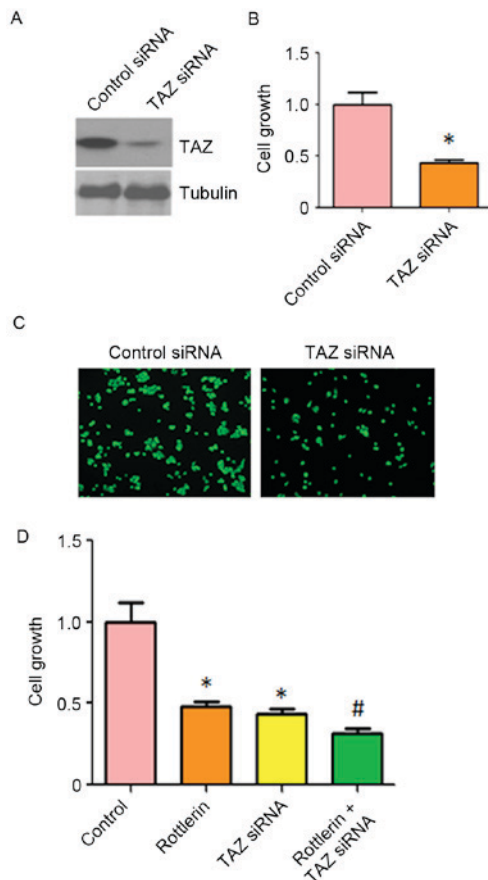 A
Control siRNA
TAZ siRNA
TAZ
Tubulin
B
Cell growth
1.5
1.0
0.5
0
*
Control siRNA
TAZ siRNA
C
Control siRNA
TAZ siRNA
D
Cell growth
1.5
1.0
0.5
0
*
*
#
Control
Rottlerin
TAZ siRNA
Rottlerin +
TAZ siRNA